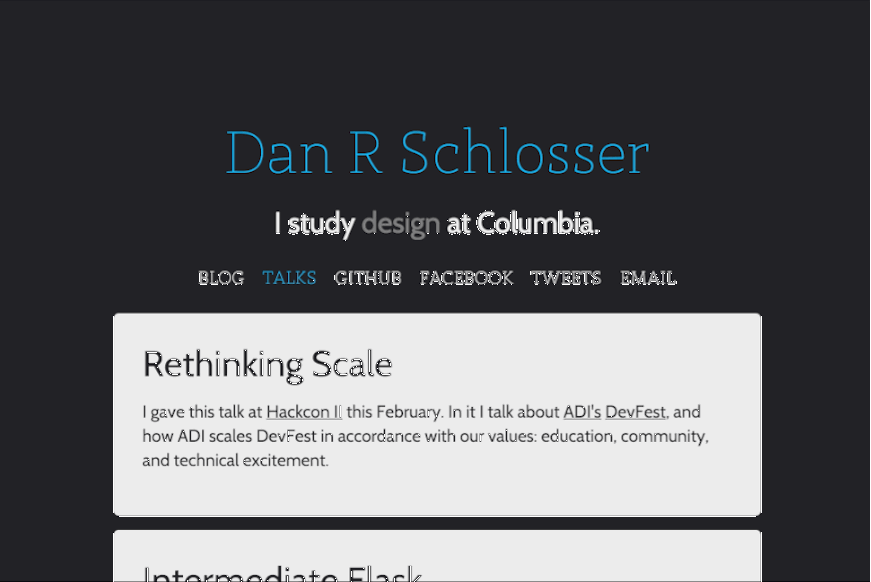 Dan R Schlosser
I study design at Columbia.
BLOG TALKS GITHUB FACEBOOK TWEETS EMAIL
Rethinking Scale
I gave this talk at Hackcon II this February. In it I talk about ADI's DevFest, and
how ADI scales DevFest in accordance with our values: education, community,
and technical excitement.
Intermediate Flask